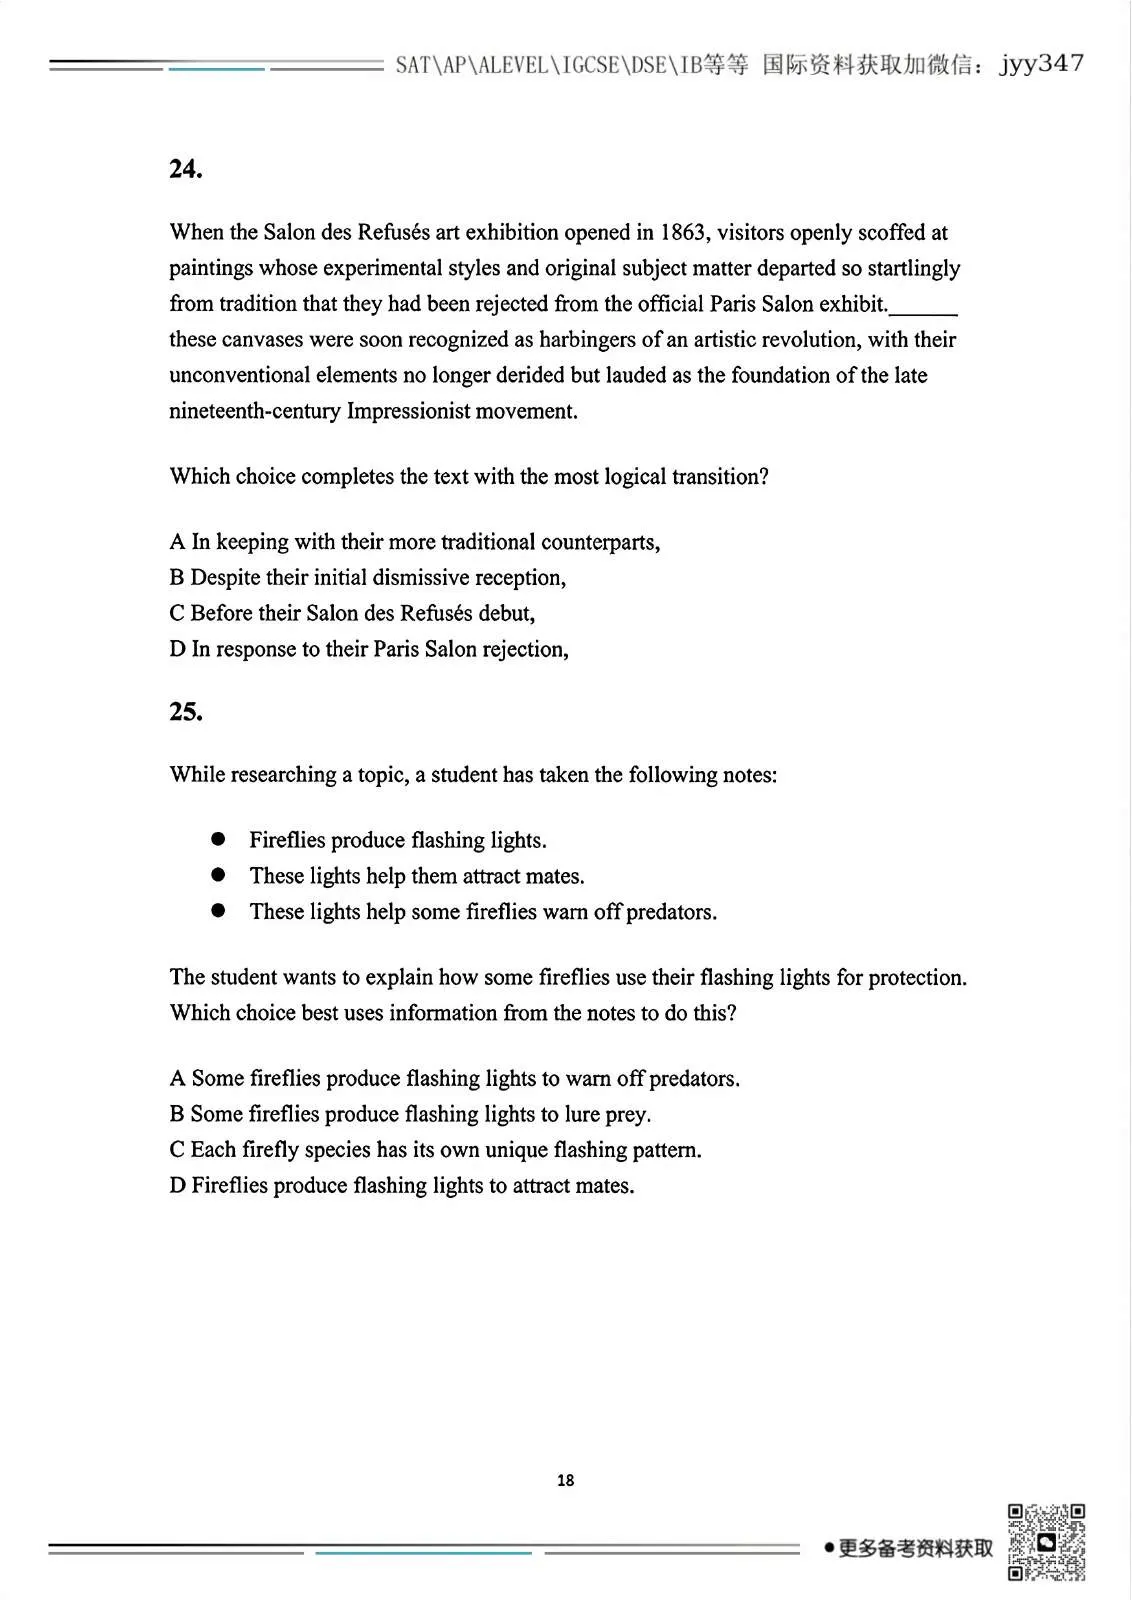 SAT\AP\ALEVEL\IGCSE\DSE\IB等等 国际资料获取加微信：jyy347
24.
When the Salon des Refusés art exhibition opened in 1863, visitors openly scoffed at
paintings whose experimental styles and original subject matter departed so startlingly
from tradition that they had been rejected from the official Paris Salon exhibit.______
these canvases were soon recognized as harbingers of an artistic revolution, with their
unconventional elements no longer derided but lauded as the foundation of the late
nineteenth-century Impressionist movement.
Which choice completes the text with the most logical transition?
A In keeping with their more traditional counterparts,
B Despite their initial dismissive reception,
C Before their Salon des Refusés debut,
D In response to their Paris Salon rejection,
25.
While researching a topic, a student has taken the following notes:
● Fireflies produce flashing lights.
● These lights help them attract mates.
● These lights help some fireflies warn off predators.
The student wants to explain how some fireflies use their flashing lights for protection.
Which choice best uses information from the notes to do this?
A Some fireflies produce flashing lights to warn off predators.
B Some fireflies produce flashing lights to lure prey.
C Each firefly species has its own unique flashing pattern.
D Fireflies produce flashing lights to attract mates.
18
●更多备考资料获取